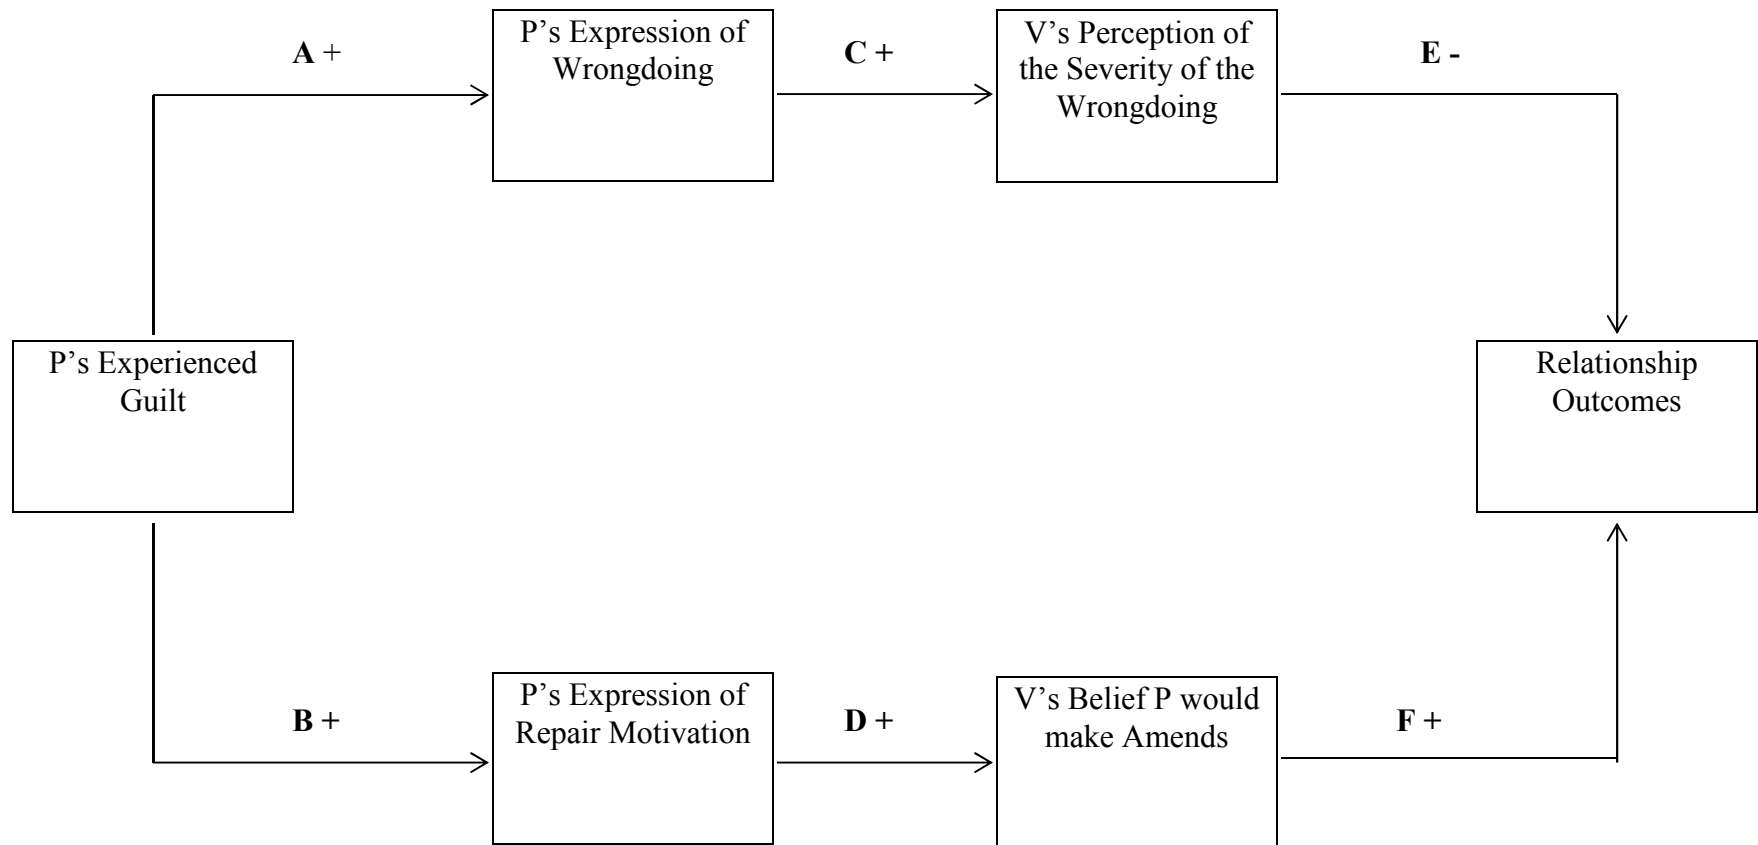 A +
P’s Expression of
Wrongdoing
C +
V’s Perception of
the Severity of the
Wrongdoing
E -
P’s Experienced
Guilt
Relationship
Outcomes
B +
P’s Expression of
Repair Motivation
D +
V’s Belief P would
make Amends
F +